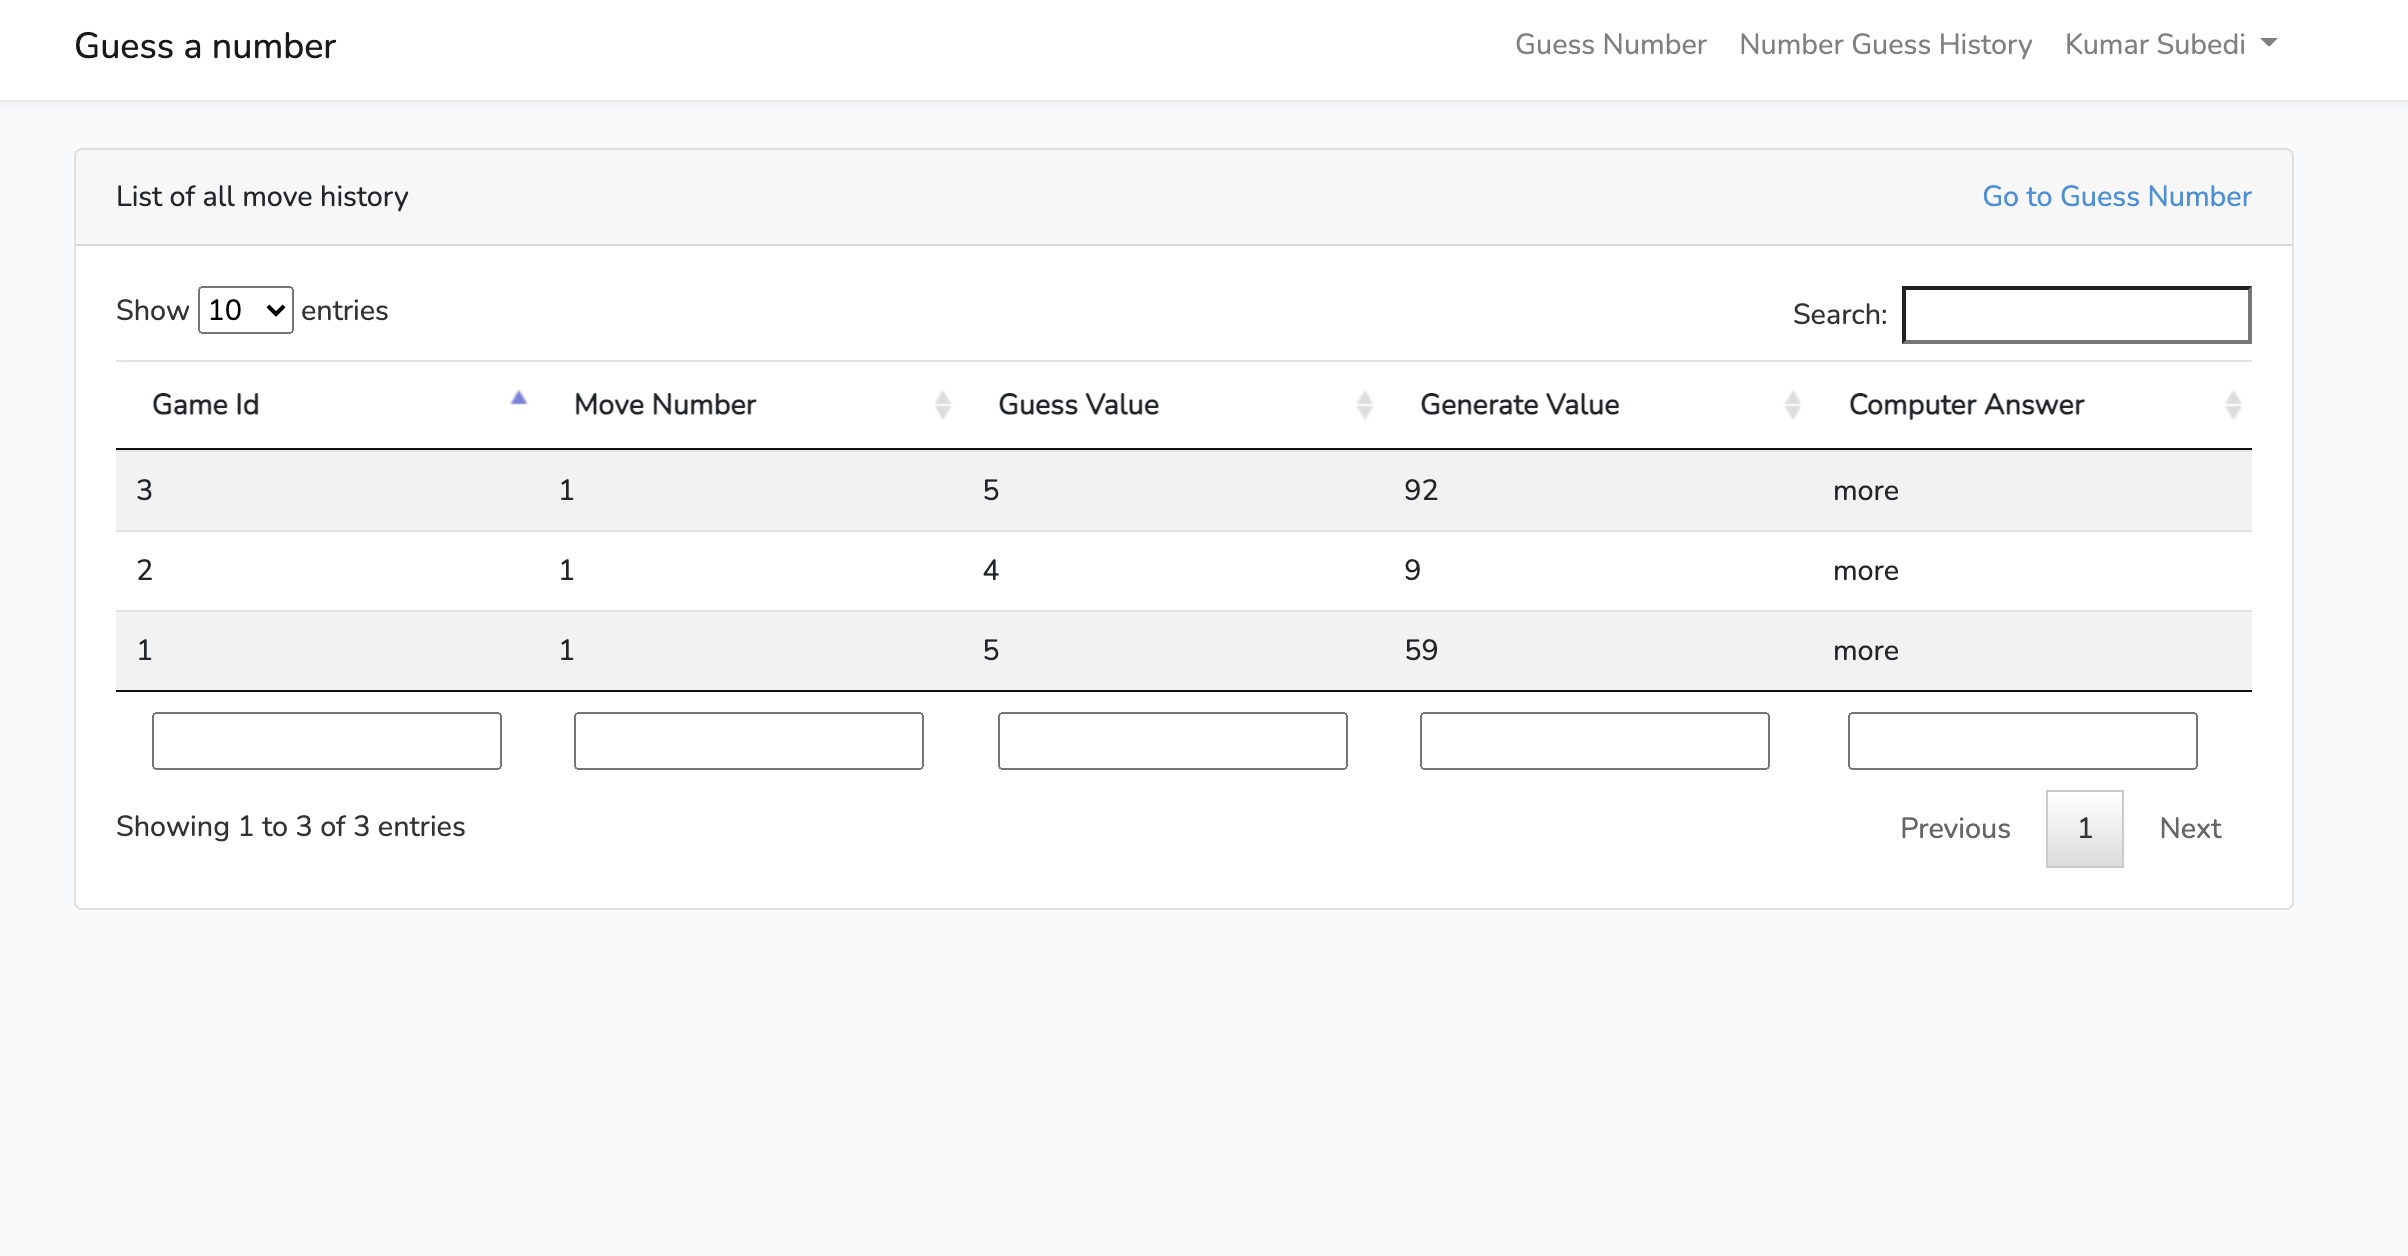 Guess a number Guess Number Number Guess History Kumar Subedi
List of all move history Go to Guess Number
Show 10 entries Search:
Game Id Move Number Guess Value Generate Value Computer Answer
3 1 5 92 more
2 1 4 9 more
1 1 5 59 more
Showing 1 to 3 of 3 entries Previous 1 Next